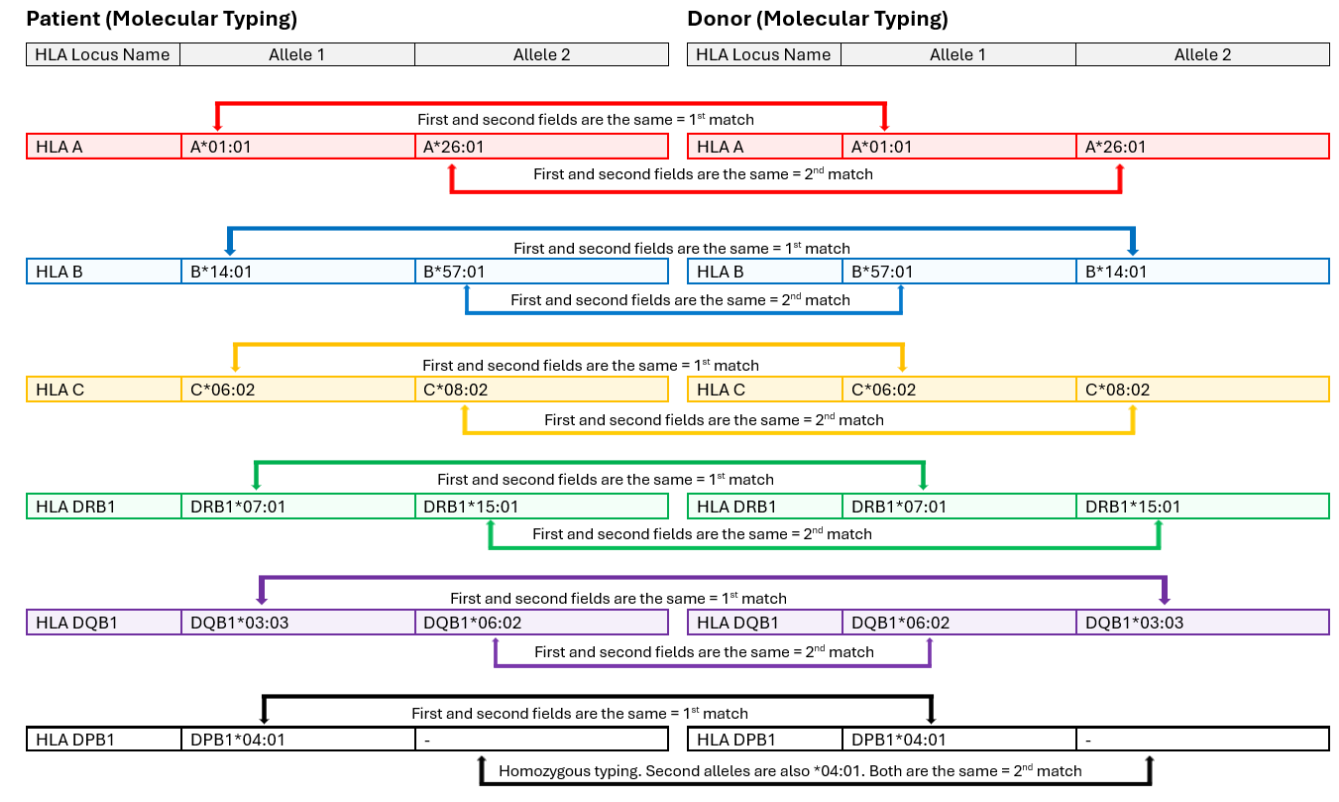 Patient (Molecular Typing) Donor (Molecular Typing)
HLA Locus Name Allele 1 Allele 2 HLA Locus Name Allele 1 Allele 2
First and second fields are the same = 1st match
HLA A A*01:01 A*26:01 HLA A A*01:01 A*26:01
First and second fields are the same = 2nd match
First and second fields are the same = 1st match
HLA B B*14:01 B*57:01 HLA B B*57:01 B*14:01
First and second fields are the same = 2nd match
First and second fields are the same = 1st match
HLA C C*06:02 C*08:02 HLA C C*06:02 C*08:02
First and second fields are the same = 2nd match
First and second fields are the same = 1st match
HLA DRB1 DRB1*07:01 DRB1*15:01 HLA DRB1 DRB1*07:01 DRB1*15:01
First and second fields are the same = 2nd match
First and second fields are the same = 1st match
HLA DQB1 DQB1*03:03 DQB1*06:02 HLA DQB1 DQB1*06:02 DQB1*03:03
First and second fields are the same = 2nd match
First and second fields are the same = 1st match
HLA DPB1 DPB1*04:01 - HLA DPB1 DPB1*04:01 -
Homozygous typing. Second alleles are also *04:01. Both are the same = 2nd match